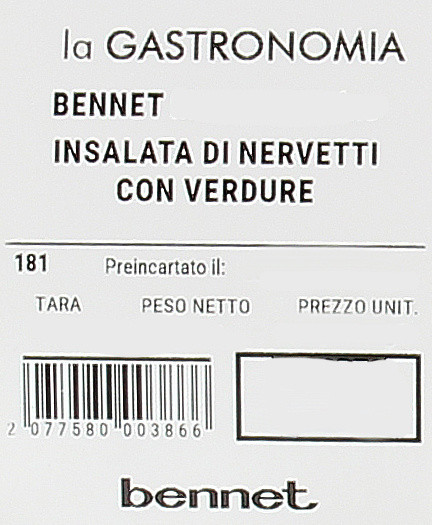 la GASTRONOMIA
BENNET
INSALATA DI NERVETTI
CON VERDURE
181 Preincartato il:
TARA PESO NETTO PREZZO UNIT.
2 077580 003866
bennet